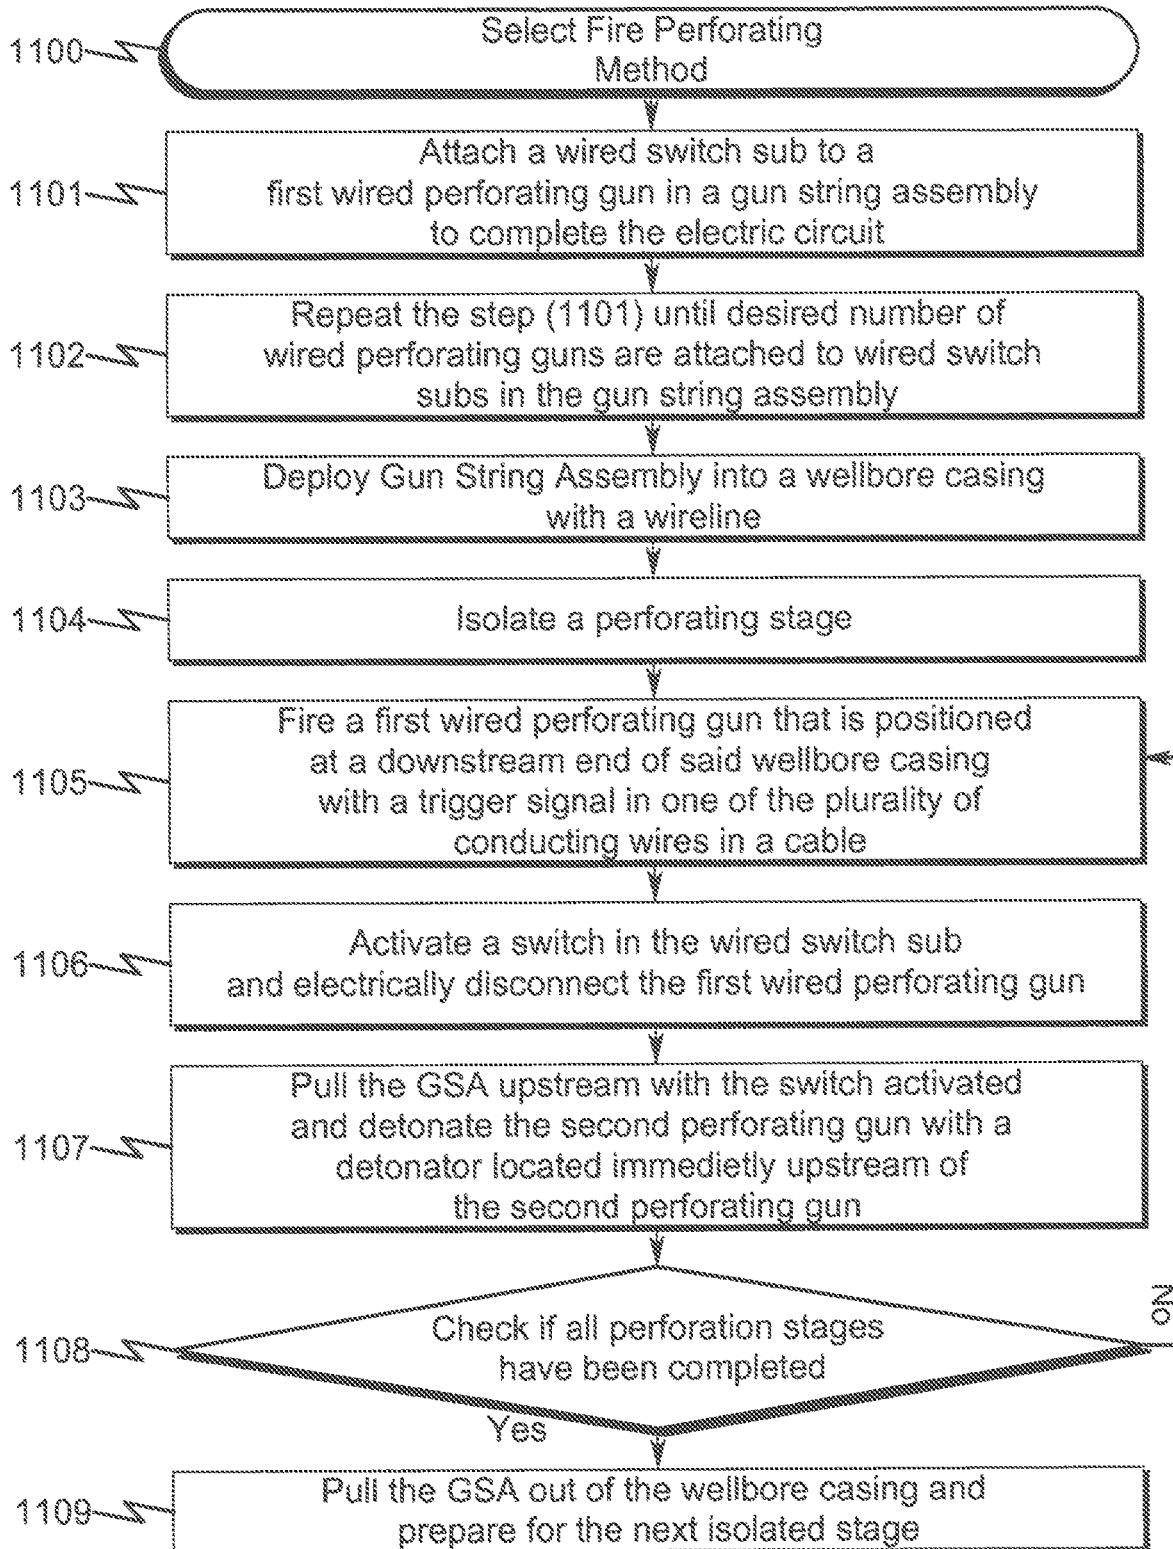 1100
Select Fire Perforating
Method
1101
Attach a wired switch sub to a
first wired perforating gun in a gun string assembly
to complete the electric circuit
1102
Repeat the step (1101) until desired number of
wired perforating guns are attached to wired switch
subs in the gun string assembly
1103
Deploy Gun String Assembly into a wellbore casing
with a wireline
1104
Isolate a perforating stage
1105
Fire a first wired perforating gun that is positioned
at a downstream end of said wellbore casing
with a trigger signal in one of the plurality of
conducting wires in a cable
1106
Activate a switch in the wired switch sub
and electrically disconnect the first wired perforating gun
1107
Pull the GSA upstream with the switch activated
and detonate the second perforating gun with a
detonator located immedietly upstream of
the second perforating gun
1108
Check if all perforation stages
have been completed
No
Yes
1109
Pull the GSA out of the wellbore casing and
prepare for the next isolated stage